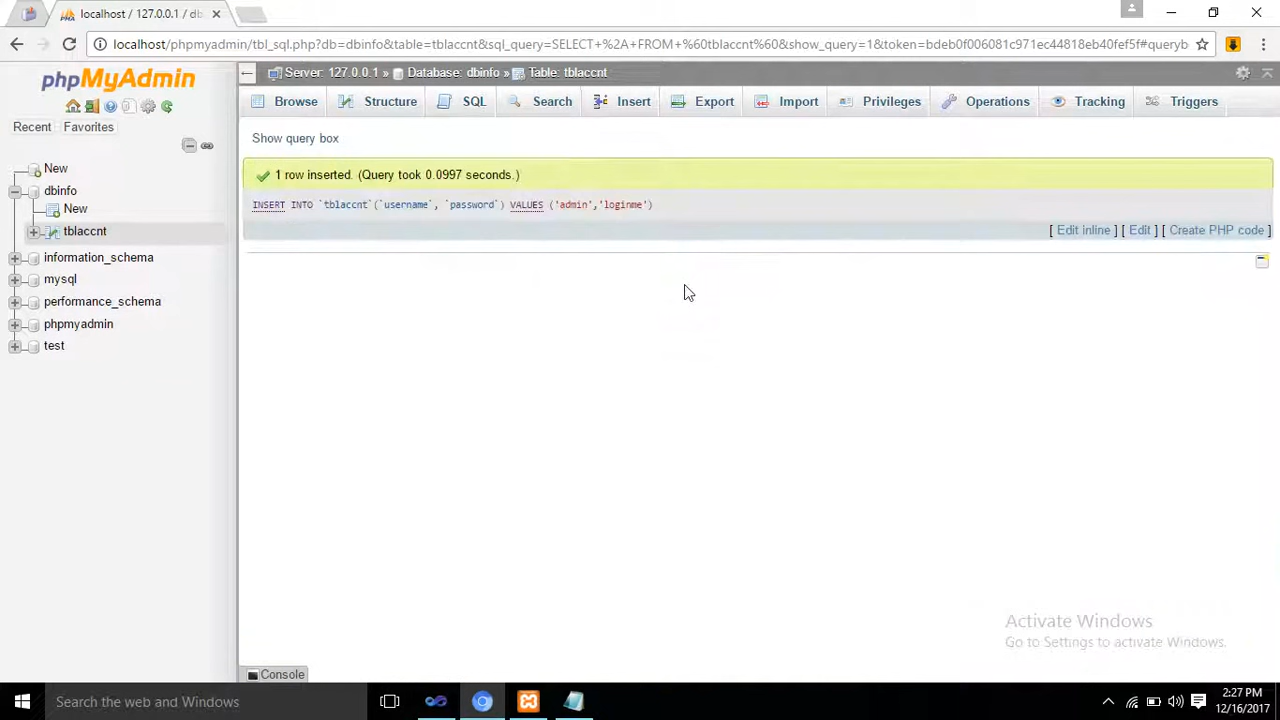 localhost / 127.0.0.1 / db
localhost/phpmyadmin/tbl_sql.php?db=dbinfo&table=tblaccnt&sql_query=SELECT+%2A+FROM+%60tblaccnt%60&show_query=1&token=bdeb0f006081c971ec44818eb40fef5f#queryb
phpMyAdmin
Recent Favorites
New
dbinfo
New
tblaccnt
information_schema
mysql
performance_schema
phpmyadmin
test
Server: 127 0.0.1 » Database: dbinfo » Table: tblaccnt
Browse Structure SQL Search Insert Export Import Privileges Operations Tracking Triggers
Show query box
1 row inserted. (Query took 0.0997 seconds.)
INSERT INTO `tblaccnt`(`username`, `password`) VALUES ('admin','loginme')
[ Edit inline ] [ Edit ] [ Create PHP code ]
Console
Activate Windows
Go to Settings to activate Windows.
Search the web and Windows
2:27 PM
12/16/2017